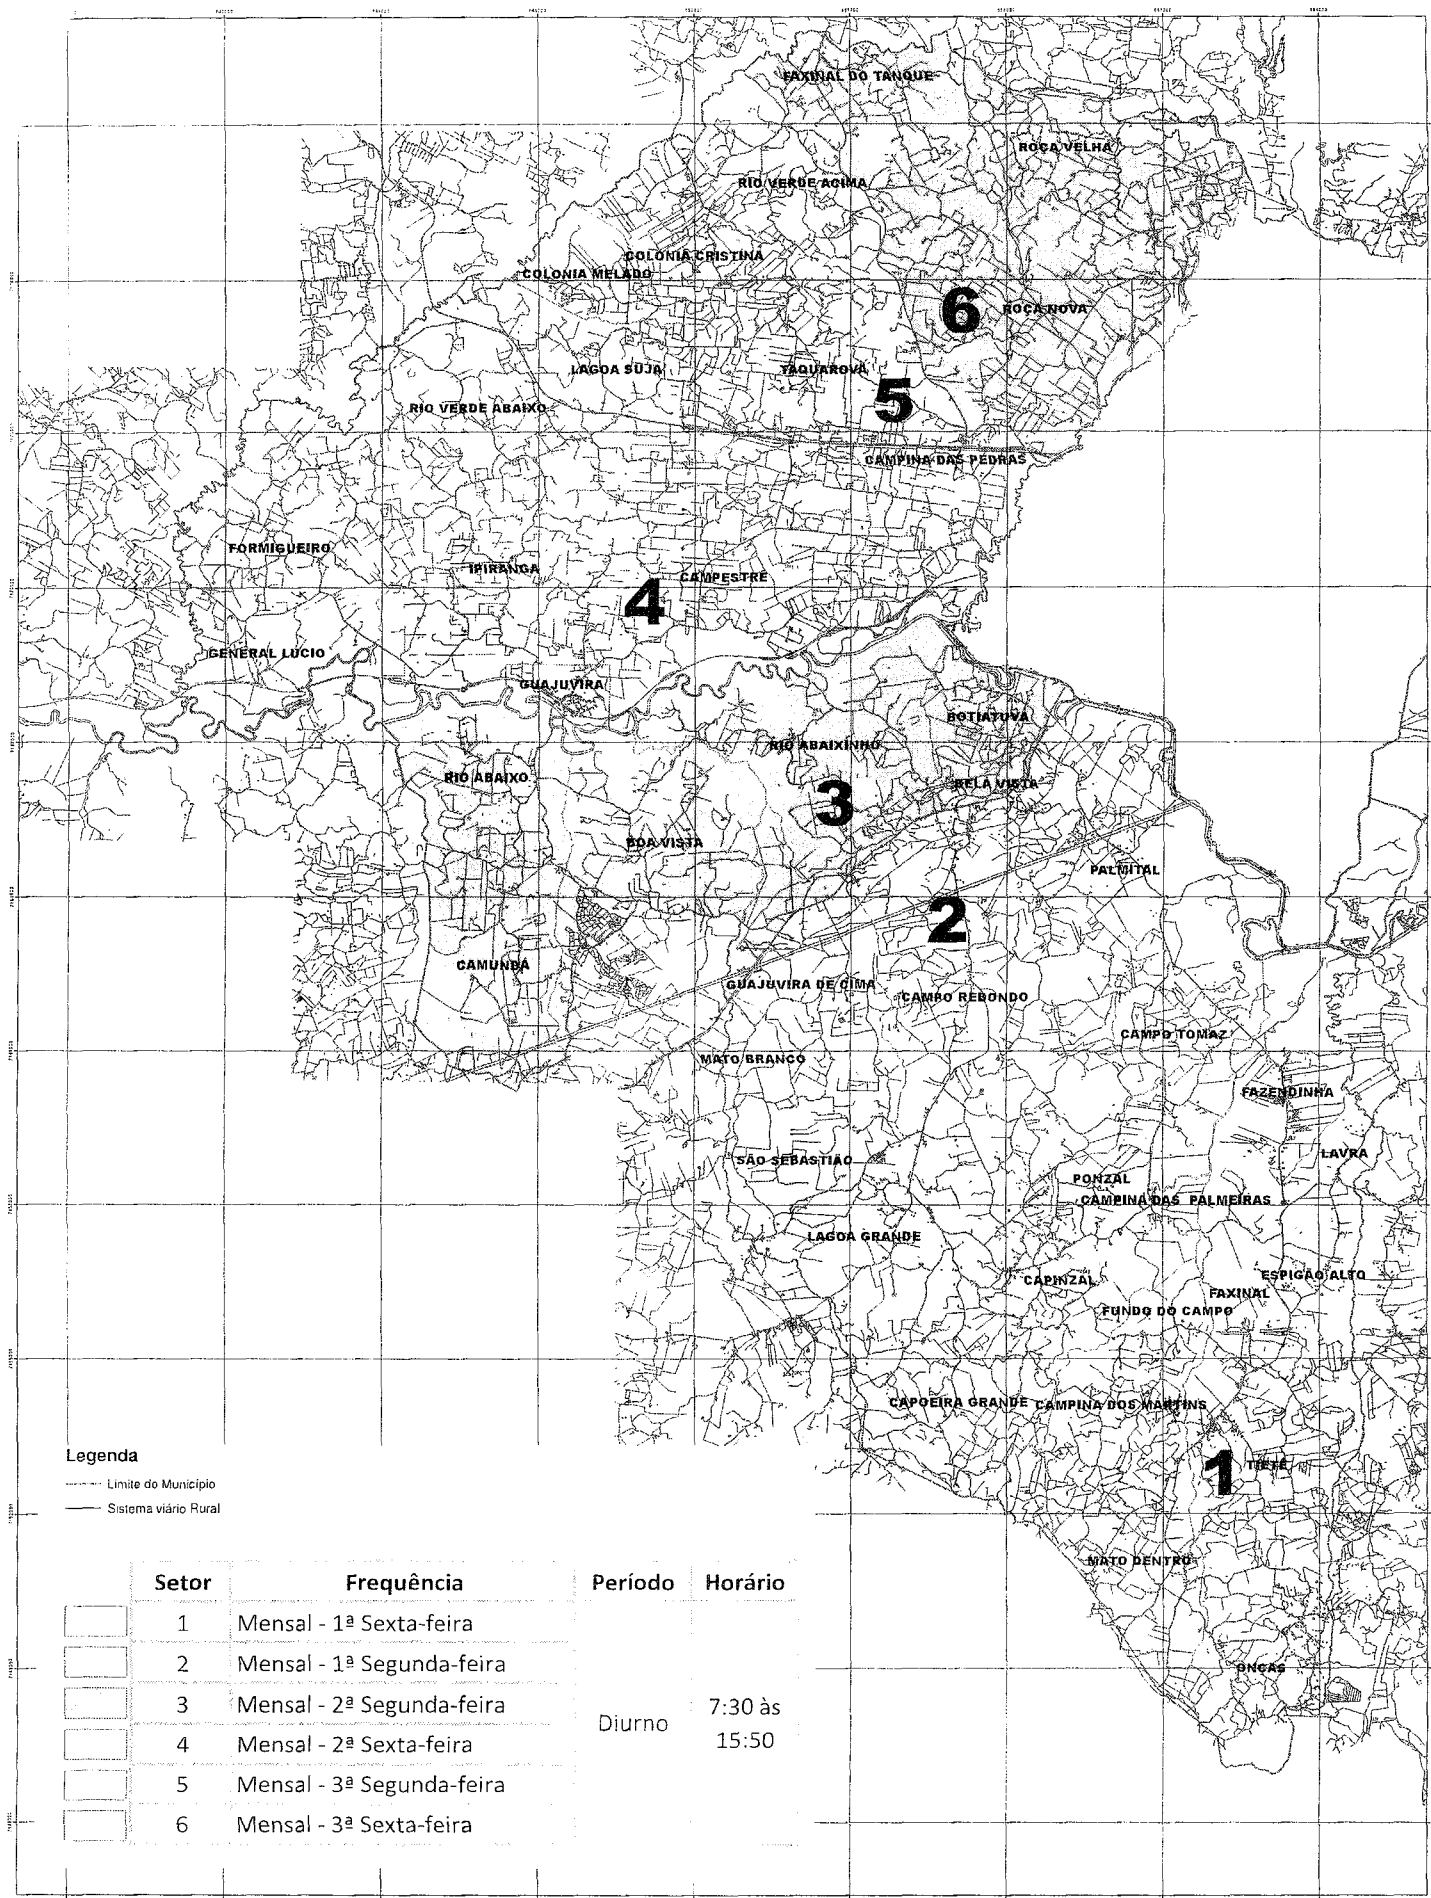 FAXINAL DO TANQUE
ROÇA VELHA
RIO VERDE ACIMA
COLONIA CRISTINA
COLONIA MELADO
6
ROÇA NOVA
LAGOA SUJA
TAQUAROVA
5
RIO VERDE ABAIXO
CAMPINA DAS PEDRAS
FORMIGUEIRO
IPIRANGA
CAMPESTRE
4
GENERAL LÚCIO
GUAJUVIRA
BOTIATUVA
RIO ABAIXINHO
RIO ABAIXO
BELA VISTA
3
BOA VISTA
PALMITAL
2
CAMUNDÁ
GUAJUVIRA DE CIMA
CAMPO REDONDO
CAMPO TOMAZ
MATO BRANCO
FAZENDINHA
SÃO SEBASTIÃO
LAVRA
PONZAL
CAMPINA DAS PALMEIRAS
LAGOA GRANDE
ESPIGÃO ALTO
CAPINZAL
FAXINAL
FUNDO DO CAMPO
CAPOEIRA GRANDE
CAMPINA DOS MARTINS
1
TIETÊ
MATO DENTRO
ONÇAS
Legenda
Limite do Município
Sistema viário Rural
Setor Frequência Período Horário
1 Mensal - 1ª Sexta-feira
2 Mensal - 1ª Segunda-feira
3 Mensal - 2ª Segunda-feira
4 Mensal - 2ª Sexta-feira
5 Mensal - 3ª Segunda-feira
6 Mensal - 3ª Sexta-feira
Diurno
7:30 às
15:50